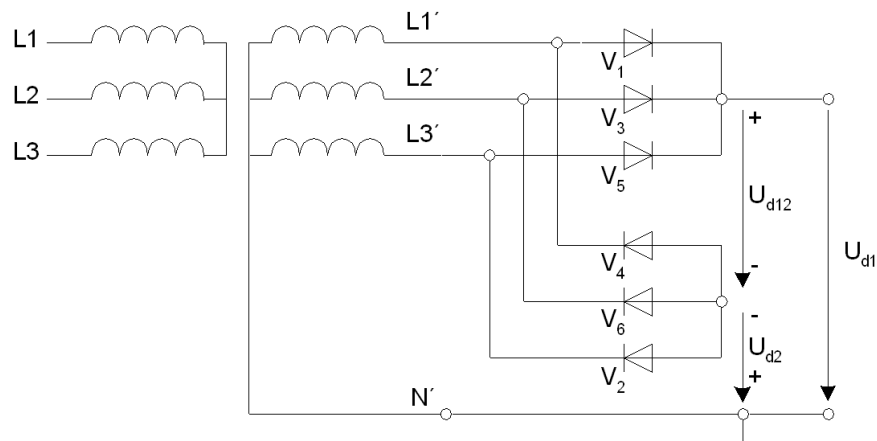 L1 L1´
V1
L2 L2´
V3
L3 L3´
V5
+
Ud12
V4
-
Ud1
-
V6
Ud2
V2
+
N´